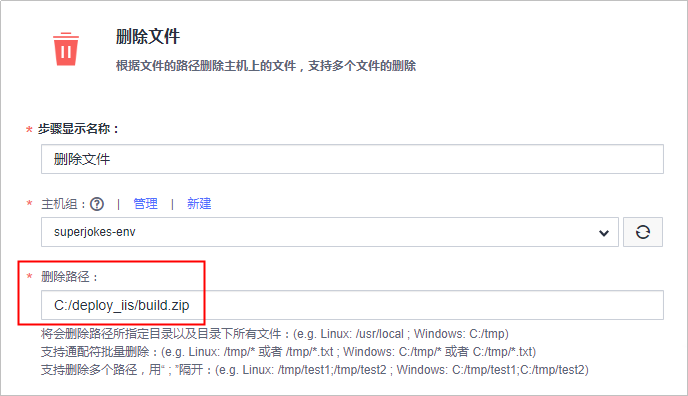 删除文件
根据文件的路径删除主机上的文件，支持多个文件的删除
* 步骤显示名称：
删除文件
* 主机组：? | 管理 | 新建
superjokes-env
* 删除路径：
C:/deploy_iis/build.zip
将会删除路径所指定目录以及目录下所有文件：(e.g. Linux: /usr/local ; Windows: C:/tmp)
支持通配符批量删除：(e.g. Linux: /tmp/* 或者 /tmp/*.txt ; Windows: C:/tmp/* 或者 C:/tmp/*.txt)
支持删除多个路径，用“ ; ”隔开：(e.g. Linux: /tmp/test1;/tmp/test2 ; Windows: C:/tmp/test1;C:/tmp/test2)